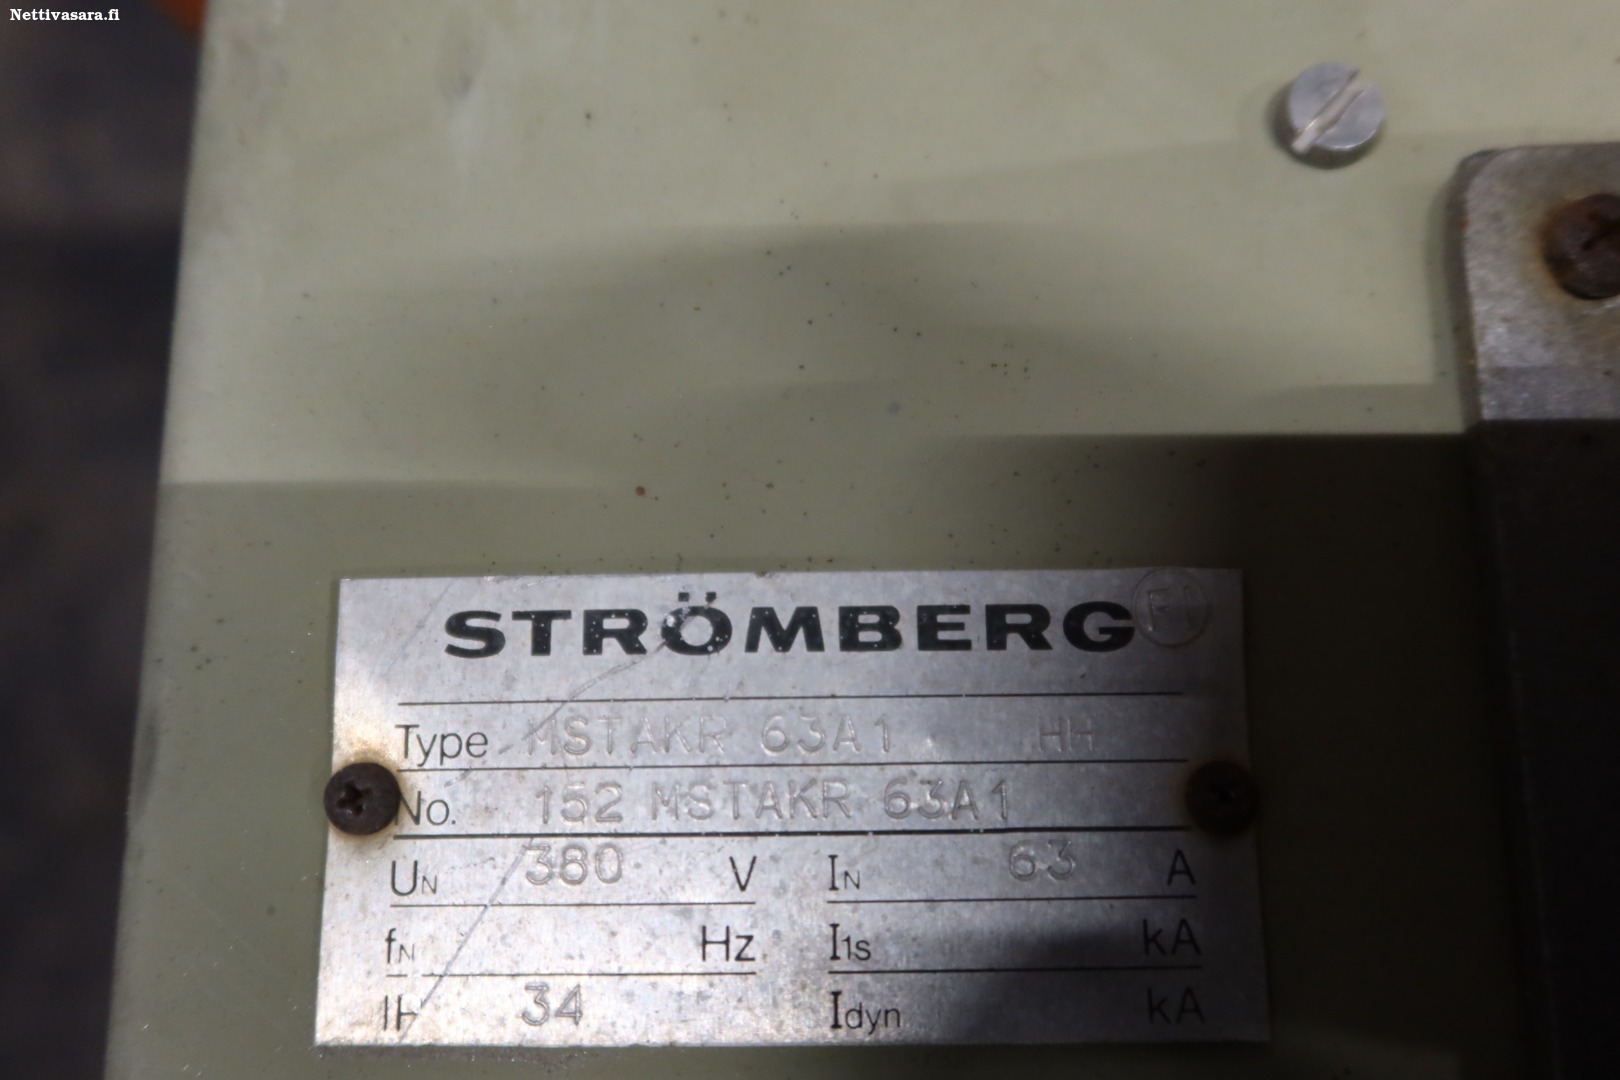 Nettivasara.fi
STRÖMBERG FI
Type MSTAKR 63A1 HH
No. 152 MSTAKR 63A1
UN 380 V IN 63 A
fN Hz I1s kA
IP 34 Idyn kA